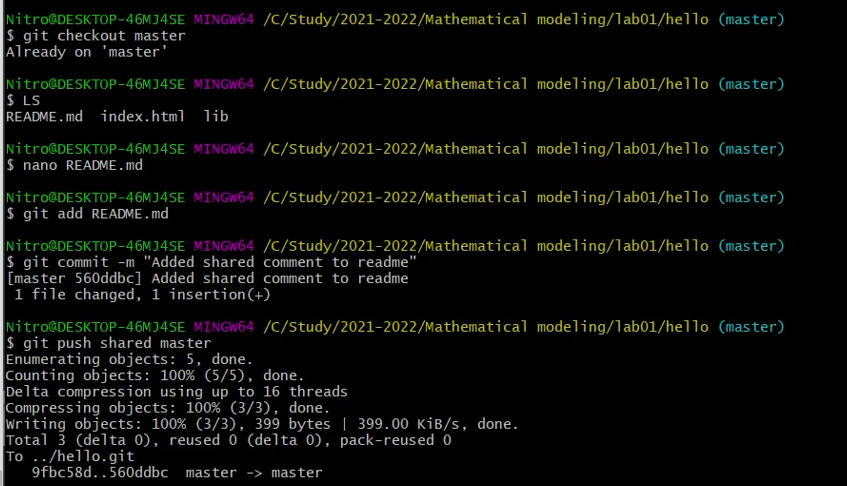 Nitro@DESKTOP-46MJ4SE MINGW64 /C/Study/2021-2022/Mathematical modeling/lab01/hello (master)
$ git checkout master
Already on 'master'
Nitro@DESKTOP-46MJ4SE MINGW64 /C/Study/2021-2022/Mathematical modeling/lab01/hello (master)
$ LS
README.md  index.html  lib
Nitro@DESKTOP-46MJ4SE MINGW64 /C/Study/2021-2022/Mathematical modeling/lab01/hello (master)
$ nano README.md
Nitro@DESKTOP-46MJ4SE MINGW64 /C/Study/2021-2022/Mathematical modeling/lab01/hello (master)
$ git add README.md
Nitro@DESKTOP-46MJ4SE MINGW64 /C/Study/2021-2022/Mathematical modeling/lab01/hello (master)
$ git commit -m "Added shared comment to readme"
[master 560ddbc] Added shared comment to readme
 1 file changed, 1 insertion(+)
Nitro@DESKTOP-46MJ4SE MINGW64 /C/Study/2021-2022/Mathematical modeling/lab01/hello (master)
$ git push shared master
Enumerating objects: 5, done.
Counting objects: 100% (5/5), done.
Delta compression using up to 16 threads
Compressing objects: 100% (3/3), done.
Writing objects: 100% (3/3), 399 bytes | 399.00 KiB/s, done.
Total 3 (delta 0), reused 0 (delta 0), pack-reused 0
To ../hello.git
   9fbc58d..560ddbc  master -> master